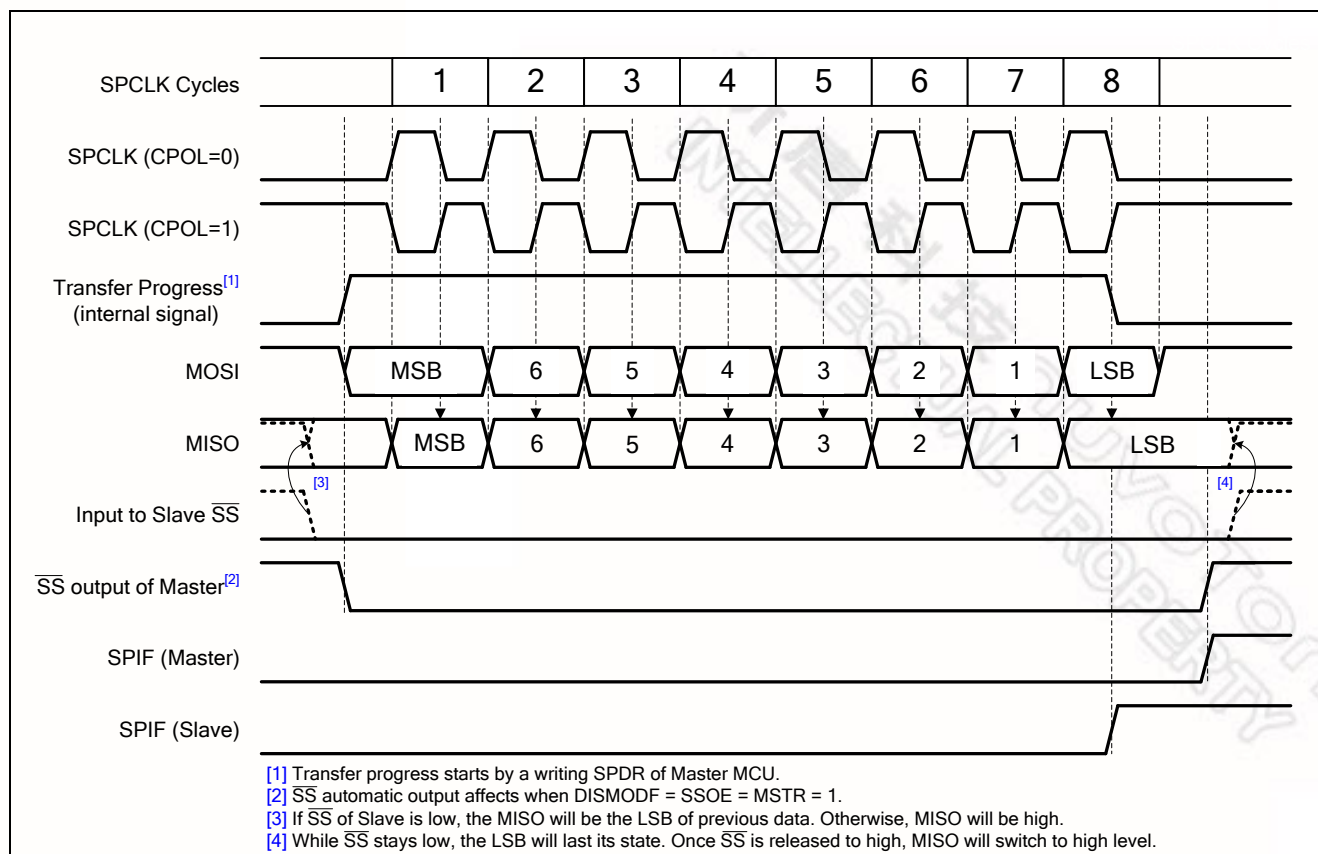 SPCLK Cycles 1 2 3 4 5 6 7 8
SPCLK (CPOL=0)
SPCLK (CPOL=1)
Transfer Progress[1]
(internal signal)
MOSI MSB 6 5 4 3 2 1 LSB
MISO MSB 6 5 4 3 2 1 LSB
[3] [4]
Input to Slave SS
SS output of Master[2]
SPIF (Master)
SPIF (Slave)
[1] Transfer progress starts by a writing SPDR of Master MCU.
[2] SS automatic output affects when DISMODF = SSOE = MSTR = 1.
[3] If SS of Slave is low, the MISO will be the LSB of previous data. Otherwise, MISO will be high.
[4] While SS stays low, the LSB will last its state. Once SS is released to high, MISO will switch to high level.
科技
INTELLECTUAL PROPERTY